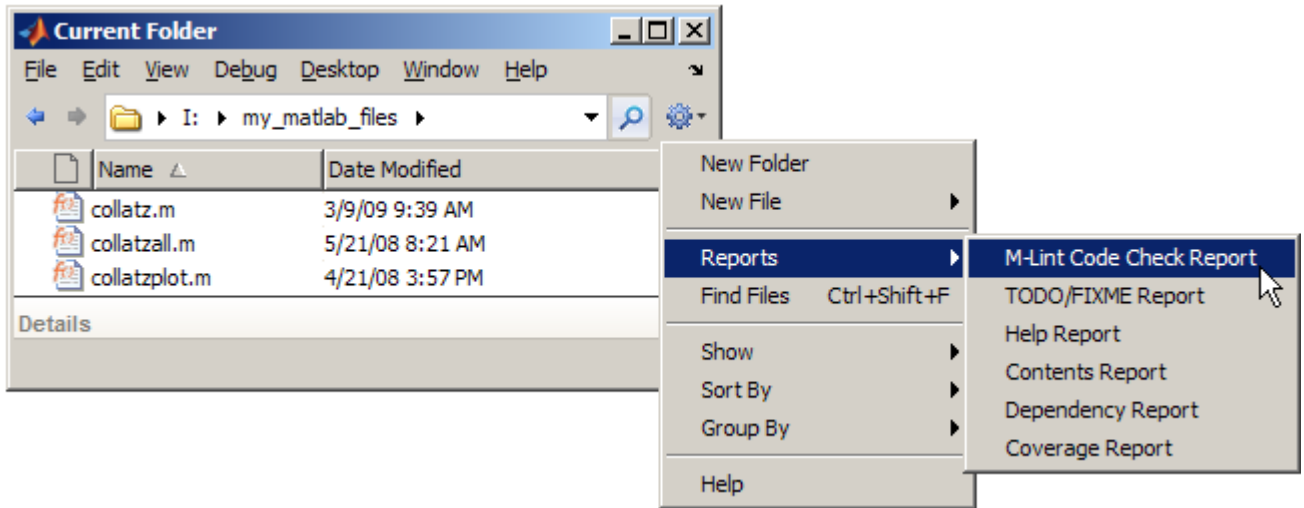 Current Folder
File Edit View Debug Desktop Window Help
I: my_matlab_files
Name Date Modified
collatz.m 3/9/09 9:39 AM
collatzall.m 5/21/08 8:21 AM
collatzplot.m 4/21/08 3:57 PM
Details
New Folder
New File
Reports
Find Files Ctrl+Shift+F
Show
Sort By
Group By
Help
M-Lint Code Check Report
TODO/FIXME Report
Help Report
Contents Report
Dependency Report
Coverage Report